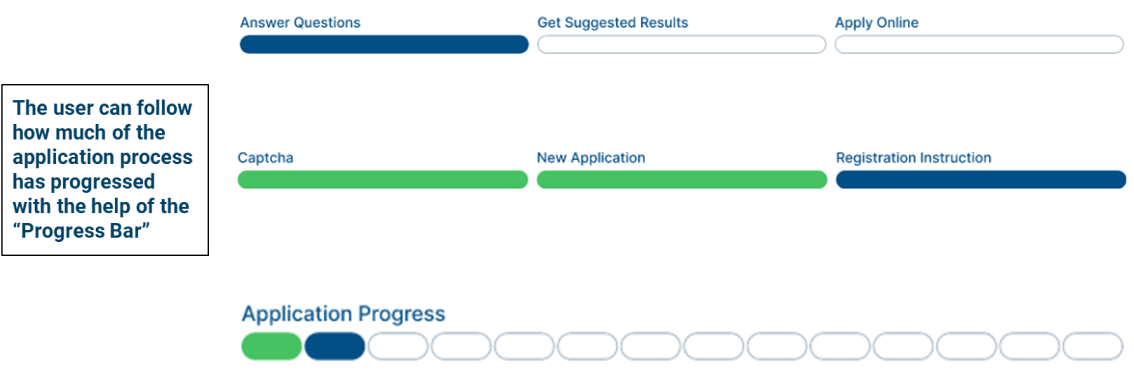 Answer Questions
Get Suggested Results
Apply Online
The user can follow
how much of the
application process
has progressed
with the help of the
“Progress Bar”
Captcha
New Application
Registration Instruction
Application Progress